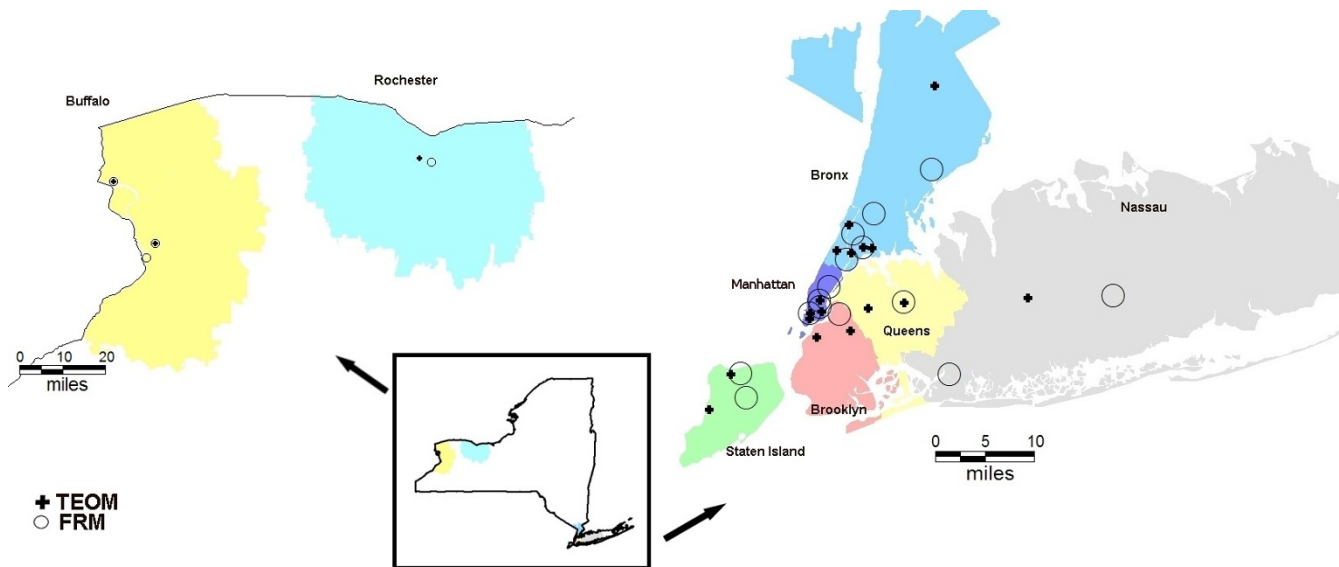 Rochester
Buffalo
Bronx
Nassau
Manhattan
Queens
0 10 20
miles
Brooklyn
Staten Island
0 5 10
miles
TEOM
FRM